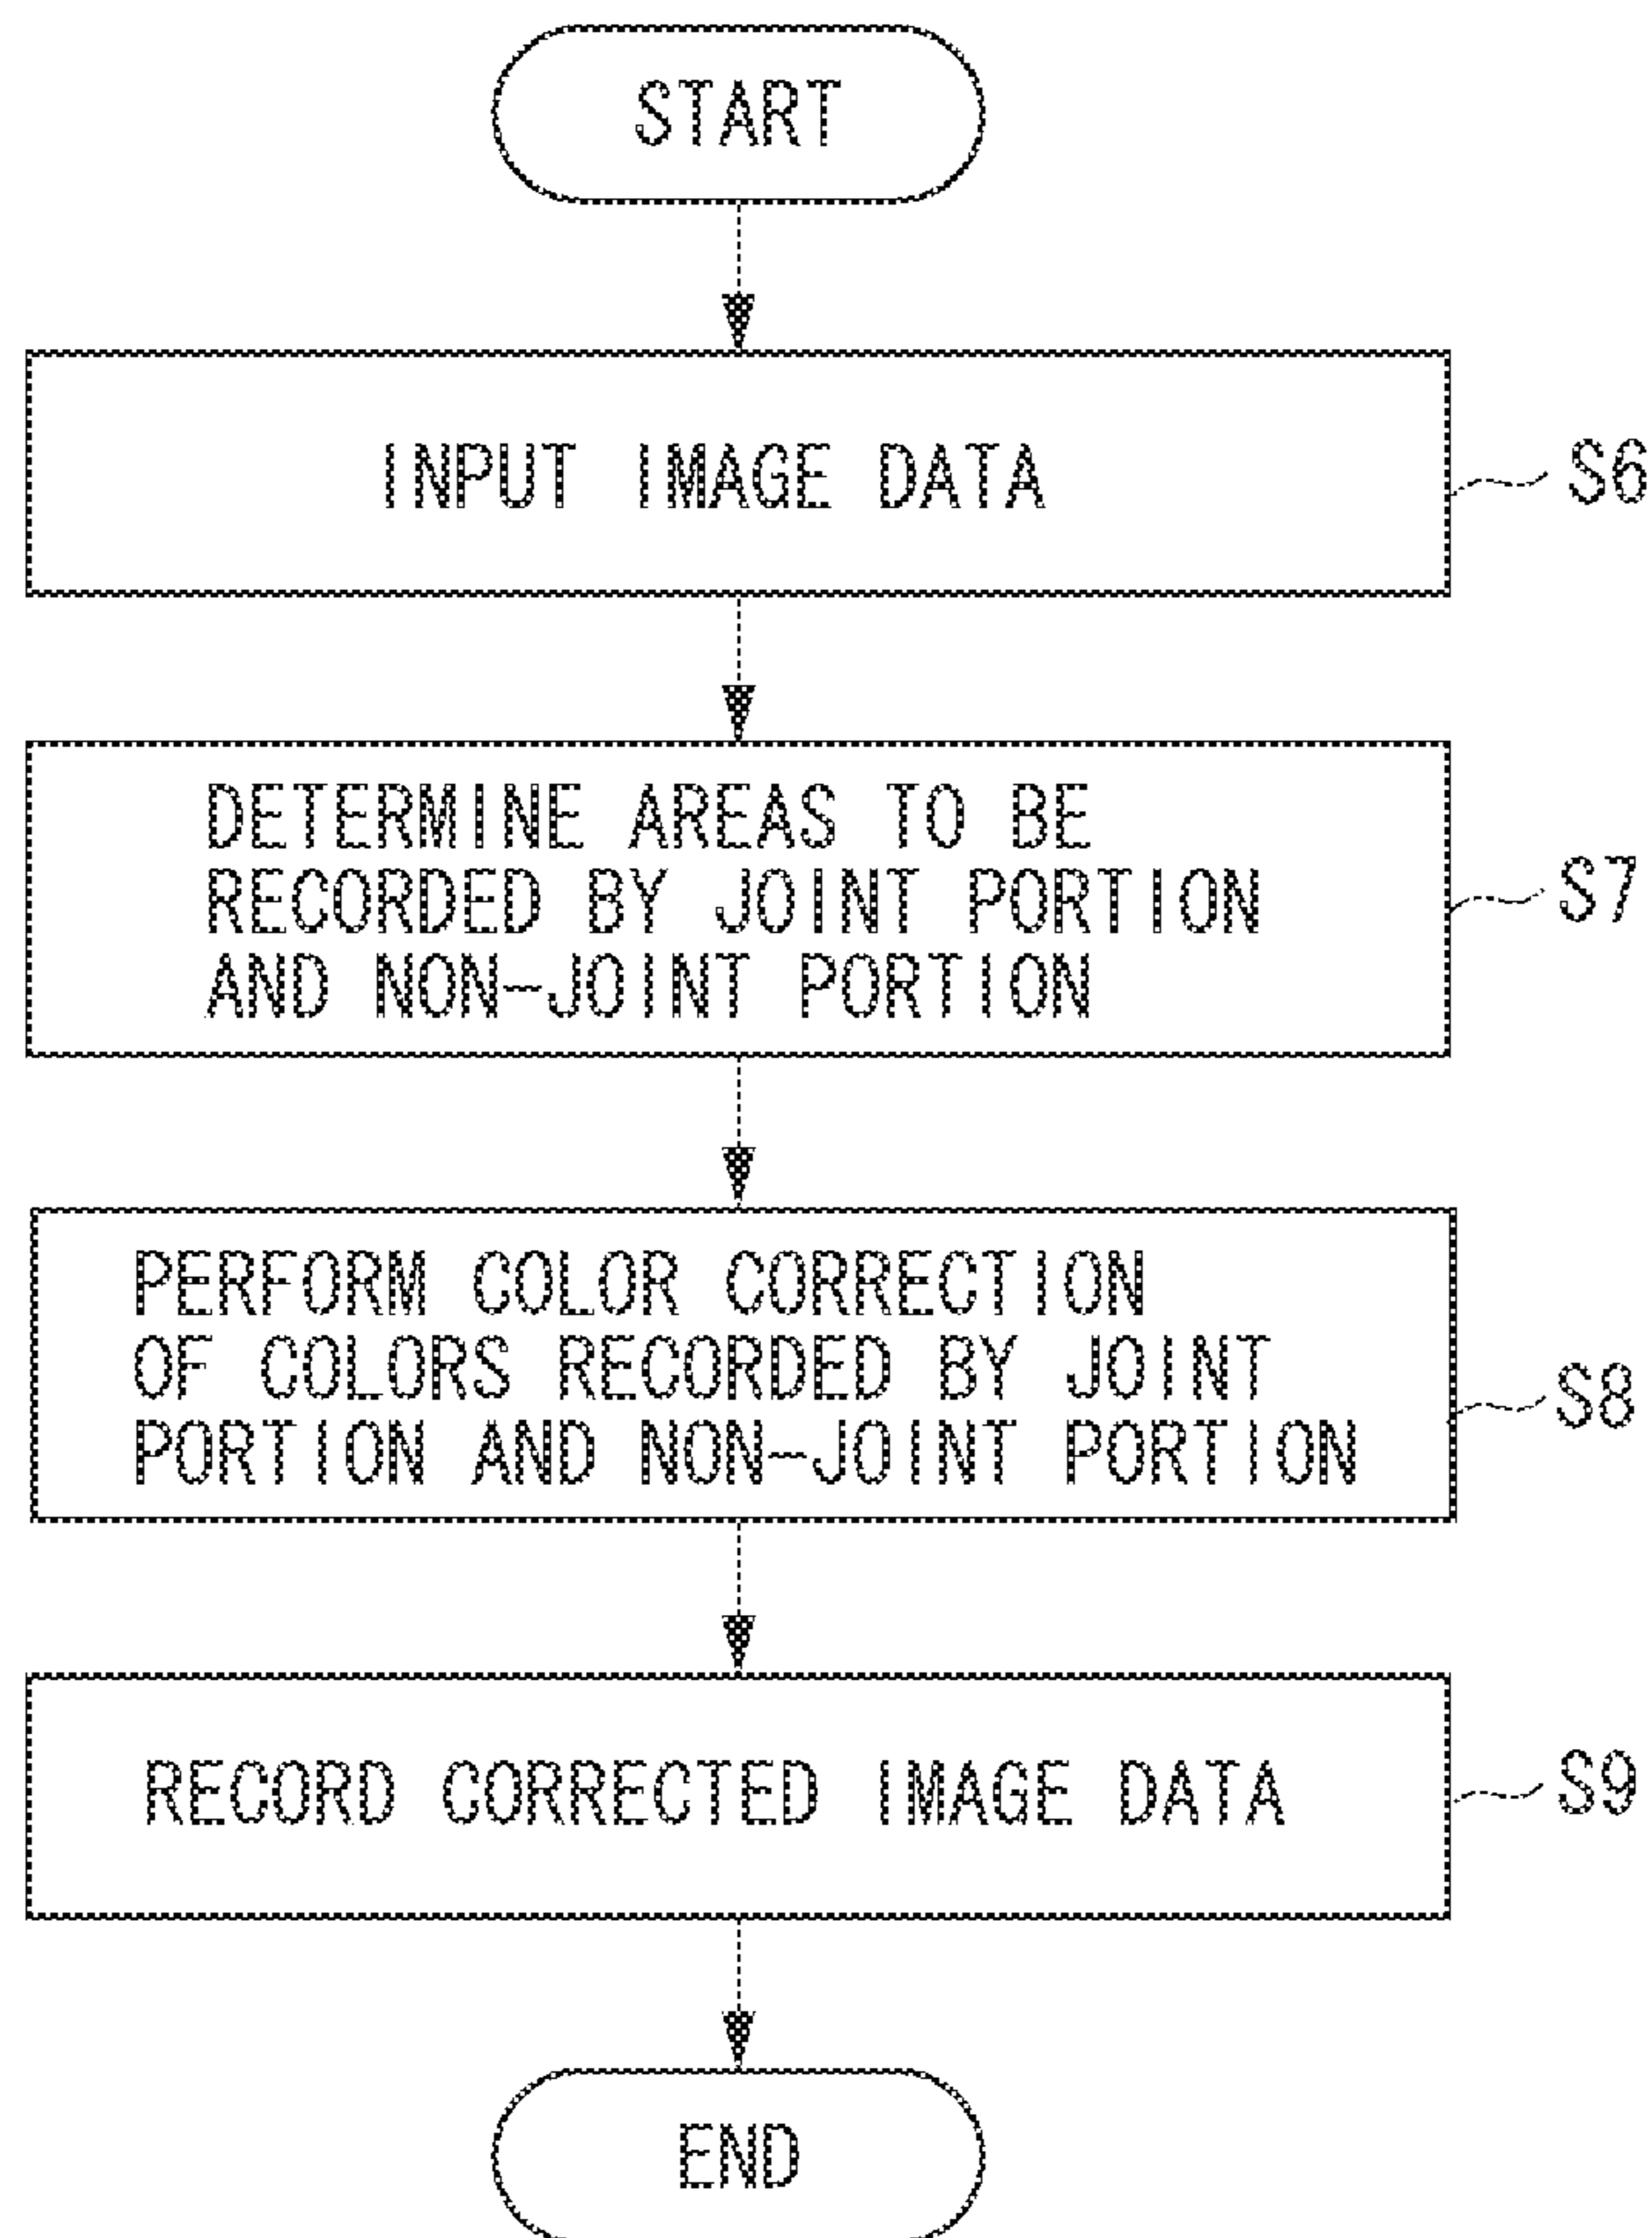 START
INPUT IMAGE DATA
S6
DETERMINE AREAS TO BE
RECORDED BY JOINT PORTION
AND NON-JOINT PORTION
S7
PERFORM COLOR CORRECTION
OF COLORS RECORDED BY JOINT
PORTION AND NON-JOINT PORTION
S8
RECORD CORRECTED IMAGE DATA
S9
END